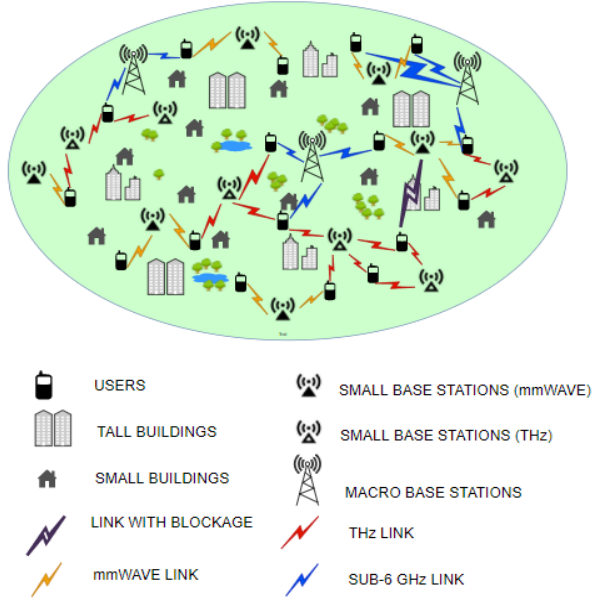 USERS
SMALL BASE STATIONS (mmWAVE)
TALL BUILDINGS
SMALL BASE STATIONS (THz)
SMALL BUILDINGS
MACRO BASE STATIONS
LINK WITH BLOCKAGE
THz LINK
mmWAVE LINK
SUB-6 GHz LINK